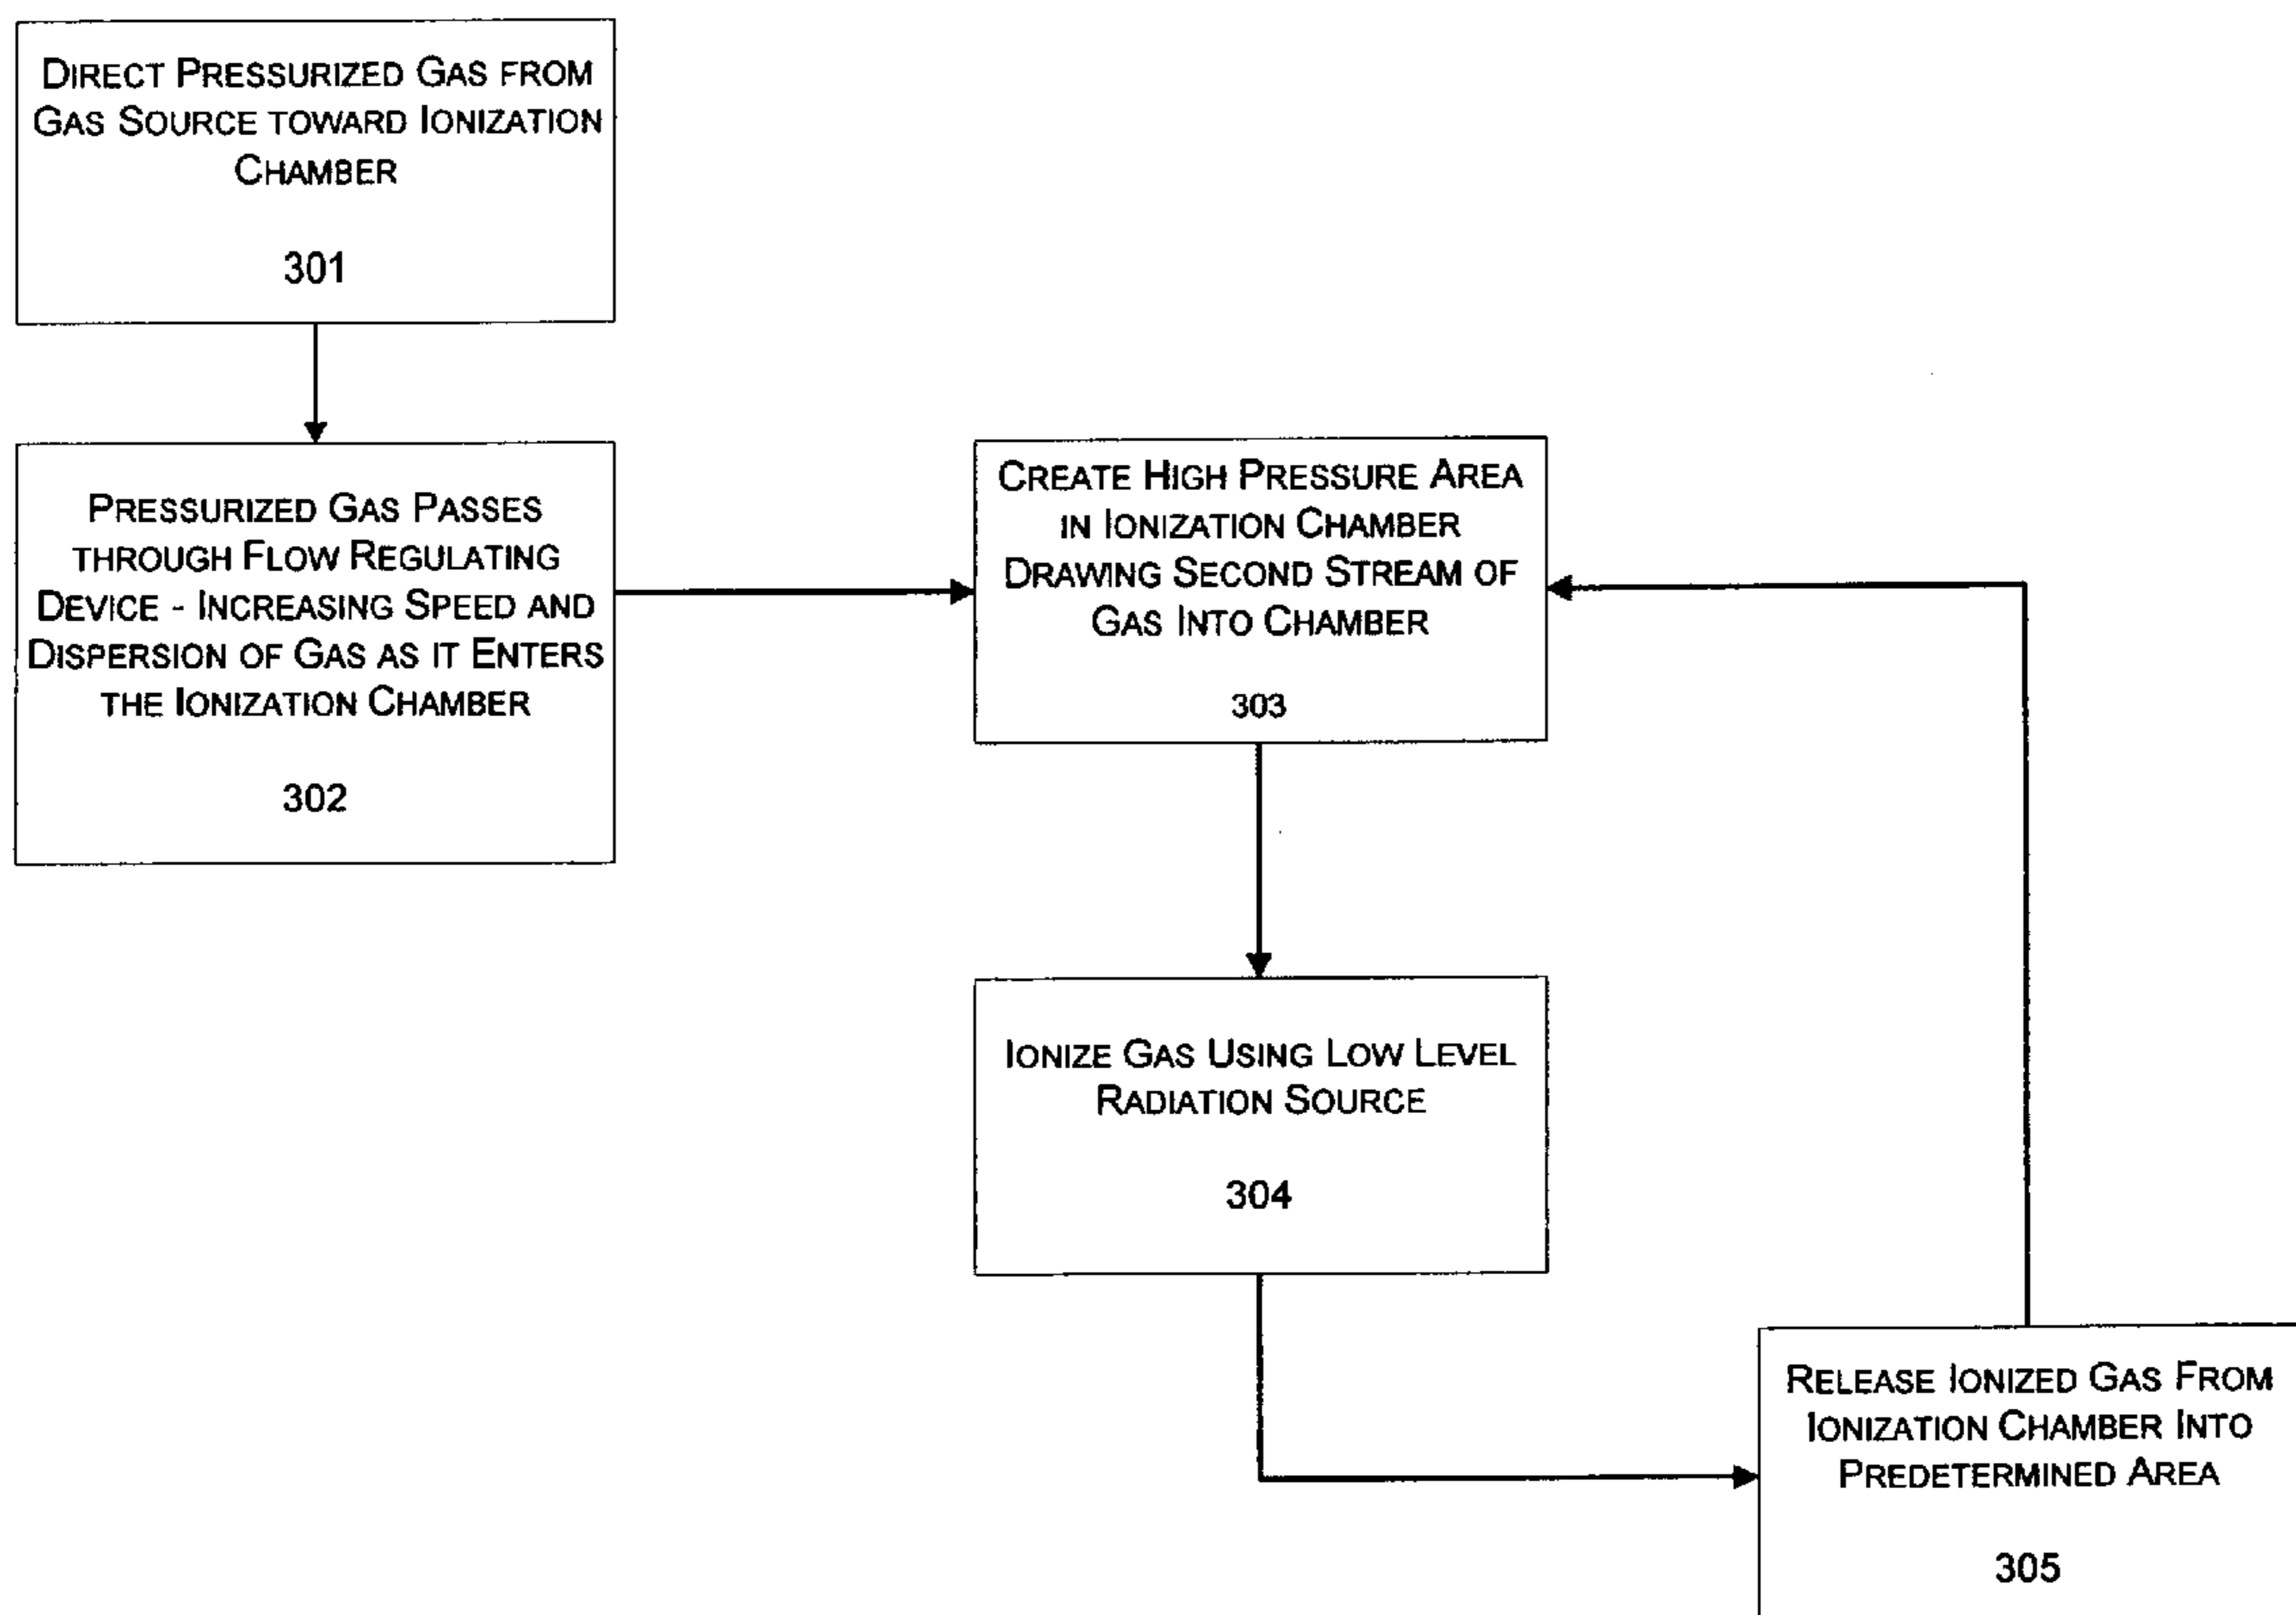 DIRECT PRESSURIZED GAS FROM
GAS SOURCE TOWARD IONIZATION
CHAMBER
301
PRESSURIZED GAS PASSES
THROUGH FLOW REGULATING
DEVICE - INCREASING SPEED AND
DISPERSION OF GAS AS IT ENTERS
THE IONIZATION CHAMBER
302
CREATE HIGH PRESSURE AREA
IN IONIZATION CHAMBER
DRAWING SECOND STREAM OF
GAS INTO CHAMBER
303
IONIZE GAS USING LOW LEVEL
RADIATION SOURCE
304
RELEASE IONIZED GAS FROM
IONIZATION CHAMBER INTO
PREDETERMINED AREA
305